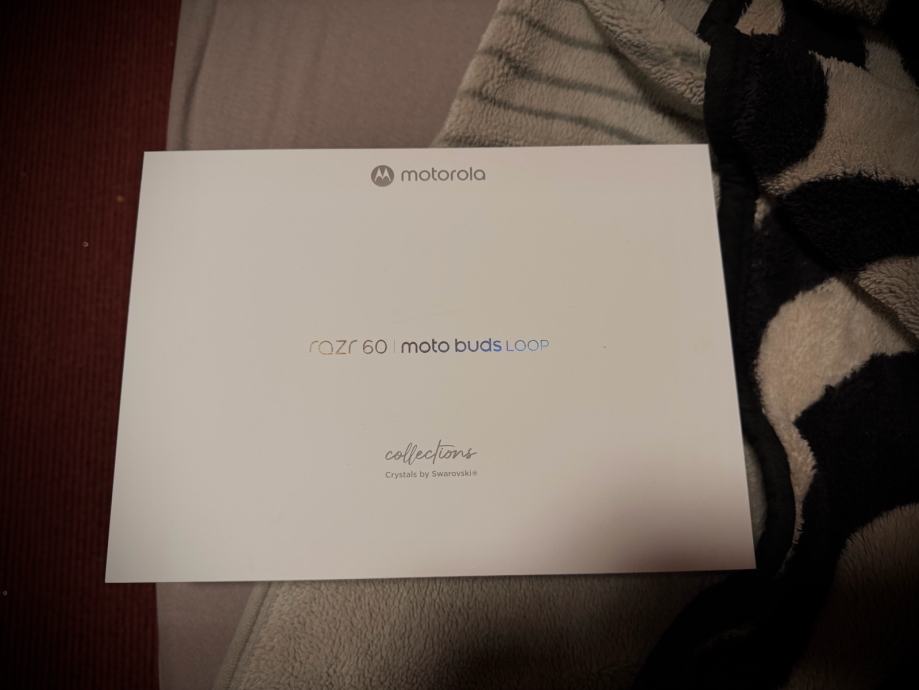 motorola
razr 60 | moto buds LOOP
collections
Crystals by Swarovski®